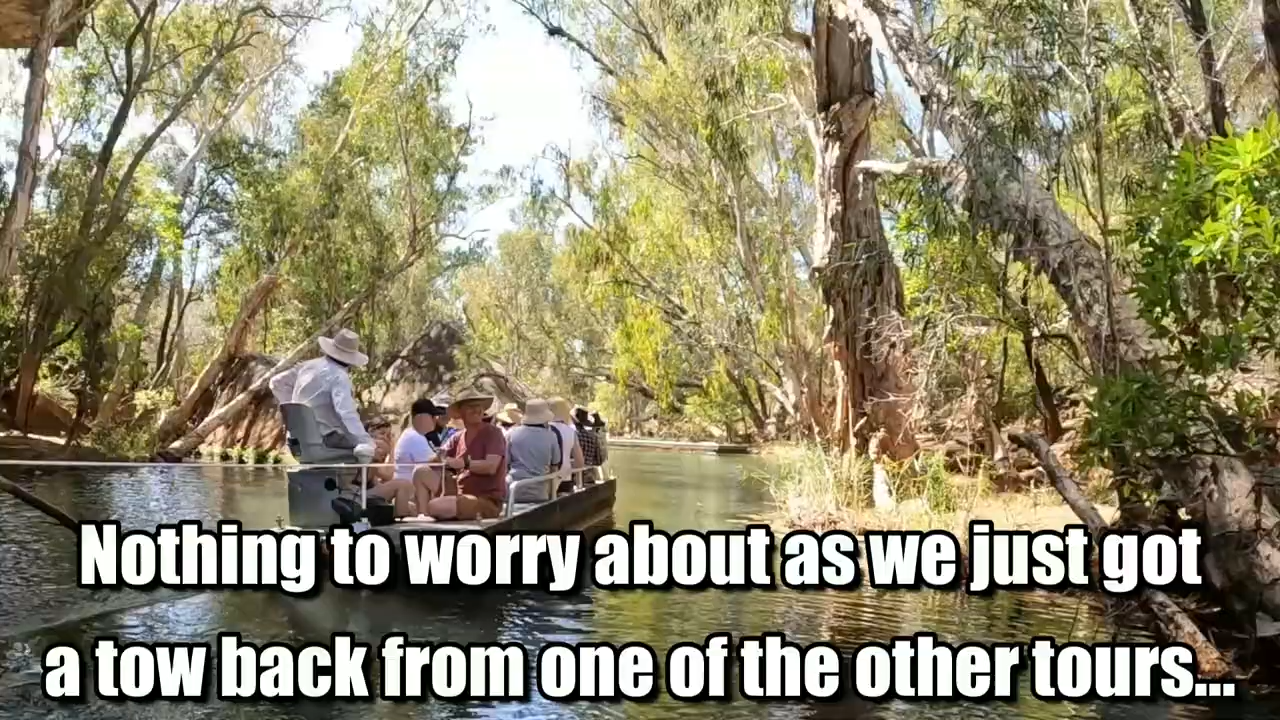 Nothing to worry about as we just got
a tow back from one of the other tours...